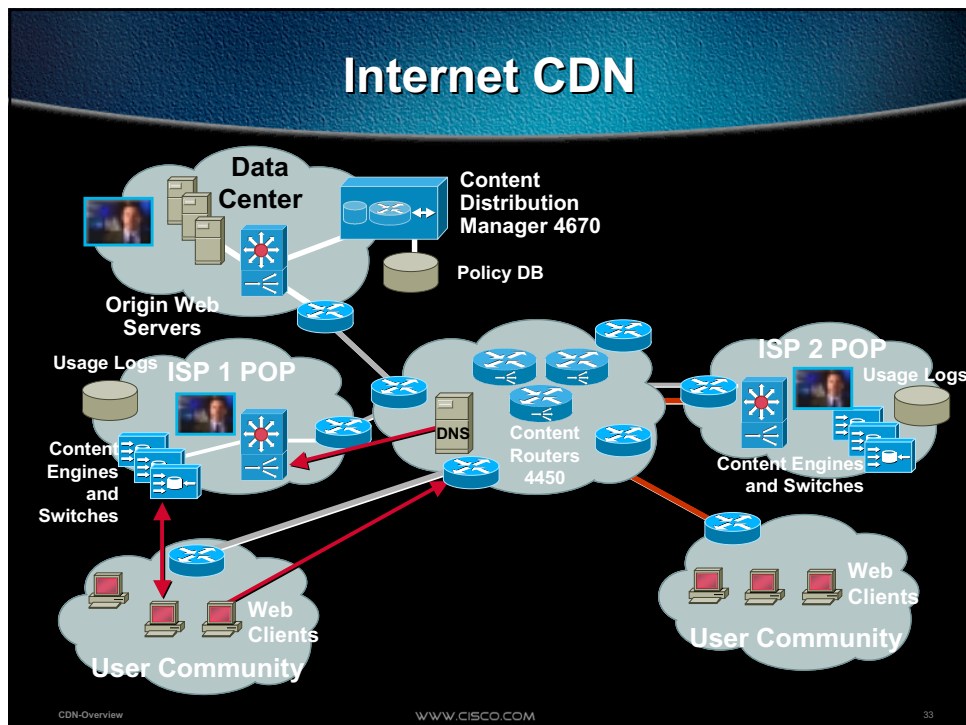 Internet CDN
Data
Center
Content
Distribution
Manager 4670
Policy DB
Origin Web
Servers
Usage Logs
ISP 1 POP
ISP 2 POP
Usage Logs
DNS
Content
Routers
4450
Content
Engines
and
Switches
Content Engines
and Switches
Web
Clients
User Community
Web
Clients
User Community
CDN-Overview
WWW.CISCO.COM
33